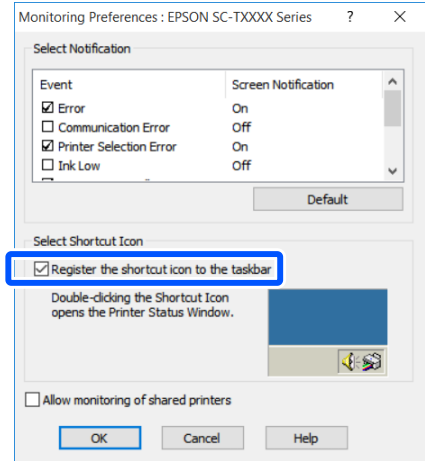 Monitoring Preferences : EPSON SC-TXXXX Series ? ×
Select Notification
Event Screen Notification
Error On
Communication Error Off
Printer Selection Error On
Ink Low Off
Default
Select Shortcut Icon
Register the shortcut icon to the taskbar
Double-clicking the Shortcut Icon
opens the Printer Status Window.
Allow monitoring of shared printers
OK Cancel Help